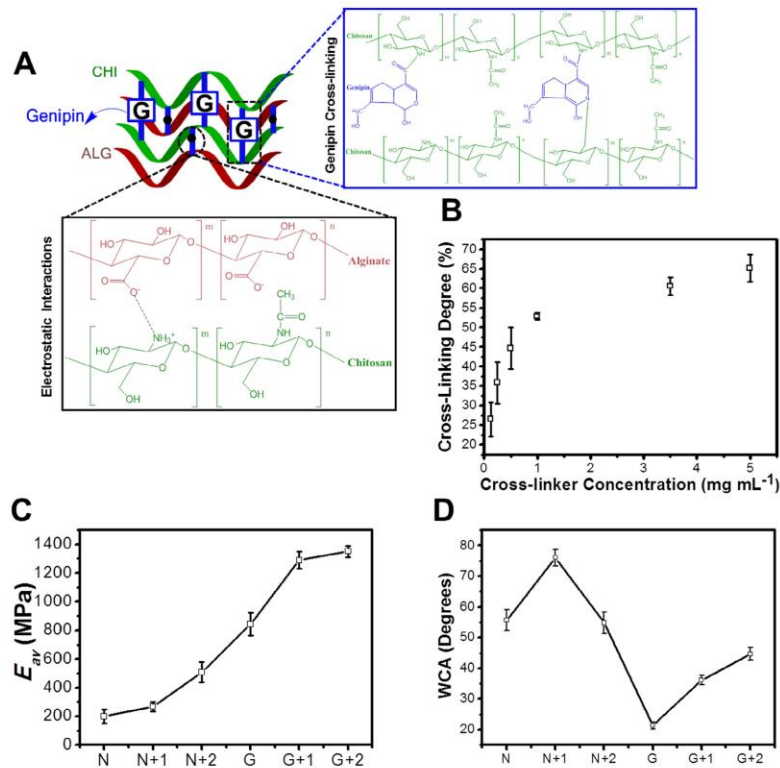 A
CHI
Genipin
G
G
G
ALG
Genipin Cross-linking
Chitosan
Genipin
Chitosan
Electrostatic Interactions
Alginate
Chitosan
B
Cross-Linking Degree (%)
70
65
60
55
50
45
40
35
30
25
20
0 1 2 3 4 5
Cross-linker Concentration (mg mL⁻¹)
C
Eav (MPa)
1400
1200
1000
800
600
400
200
0
N N+1 N+2 G G+1 G+2
D
WCA (Degrees)
80
70
60
50
40
30
20
N N+1 N+2 G G+1 G+2